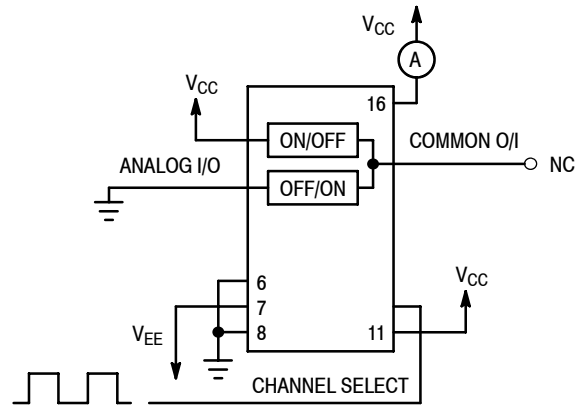 VCC
A
VCC
16
ON/OFF
COMMON O/I
ANALOG I/O
NC
OFF/ON
6
VCC
7
VEE
8
11
CHANNEL SELECT